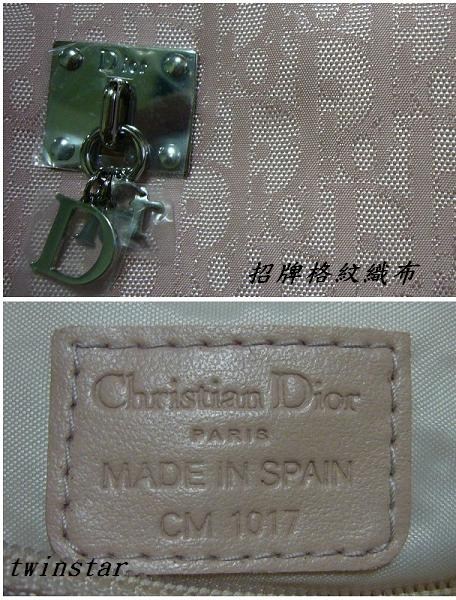 Dior
D
招牌格紋織布
Christian Dior
PARIS
MADE IN SPAIN
CM 1017
twinstar